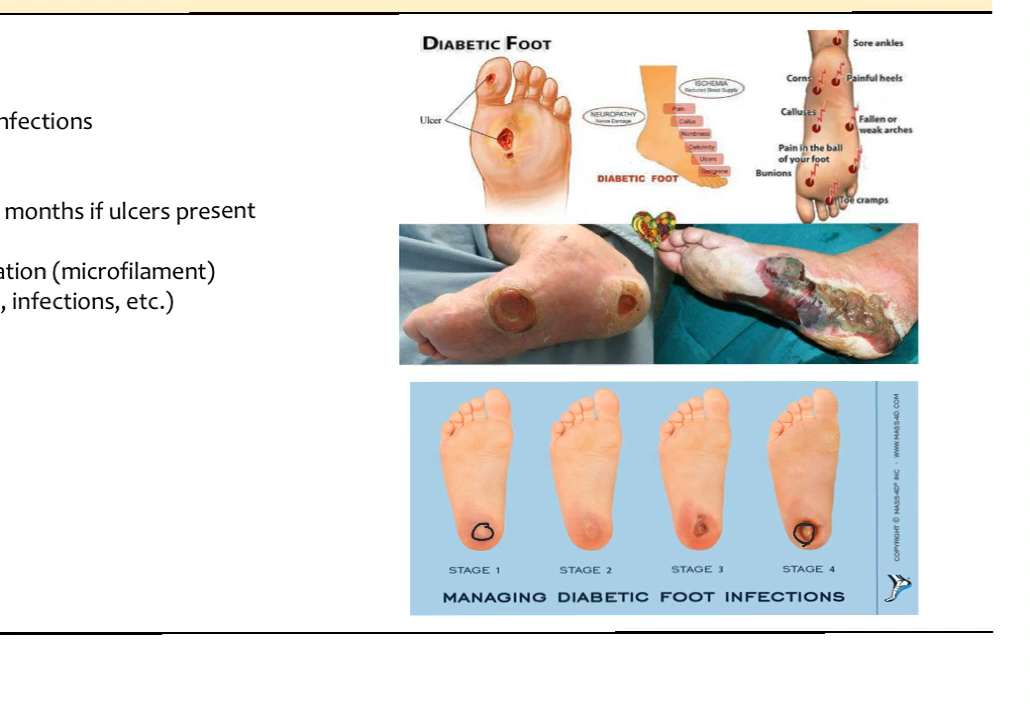 nfections
months if ulcers present
ation (microfilament)
, infections, etc.)
DIABETIC FOOT
Ulcer
NEUROPATHY
Nerve Damage
ISCHEMIA
Reduced Blood Supply
Pain
Callus
Numbness
Deformity
Ulcers
Gangrene
DIABETIC FOOT
Sore ankles
Corns
Painful heels
Calluses
Fallen or
weak arches
Pain in the ball
of your foot
Bunions
Toe cramps
STAGE 1
STAGE 2
STAGE 3
STAGE 4
MANAGING DIABETIC FOOT INFECTIONS
COPYRIGHT © MASS4D® INC - WWW.MASS4D.COM